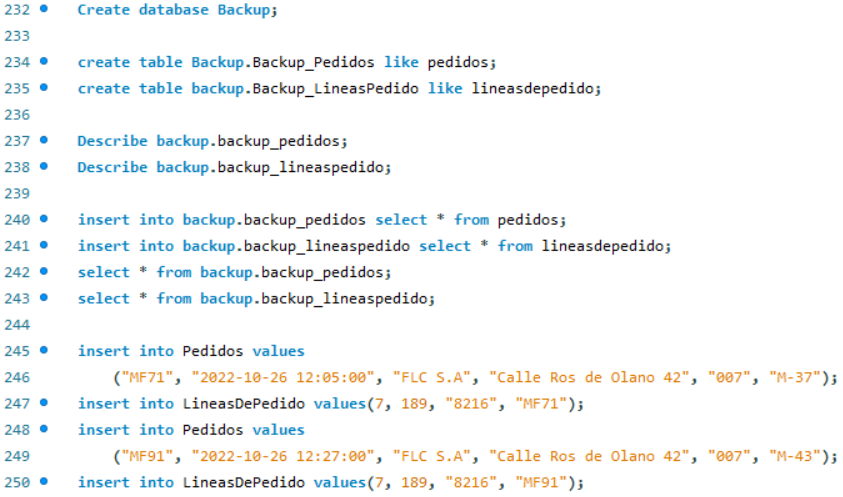 232 Create database Backup;
233
234 create table Backup.Backup_Pedidos like pedidos;
235 create table backup.Backup_LineasPedido like lineasdepedido;
236
237 Describe backup.backup_pedidos;
238 Describe backup.backup_lineaspedido;
239
240 insert into backup.backup_pedidos select * from pedidos;
241 insert into backup.backup_lineaspedido select * from lineasdepedido;
242 select * from backup.backup_pedidos;
243 select * from backup.backup_lineaspedido;
244
245 insert into Pedidos values
246 ("MF71", "2022-10-26 12:05:00", "FLC S.A", "Calle Ros de Olano 42", "007", "M-37");
247 insert into LineasDePedido values(7, 189, "8216", "MF71");
248 insert into Pedidos values
249 ("MF91", "2022-10-26 12:27:00", "FLC S.A", "Calle Ros de Olano 42", "007", "M-43");
250 insert into LineasDePedido values(7, 189, "8216", "MF91");